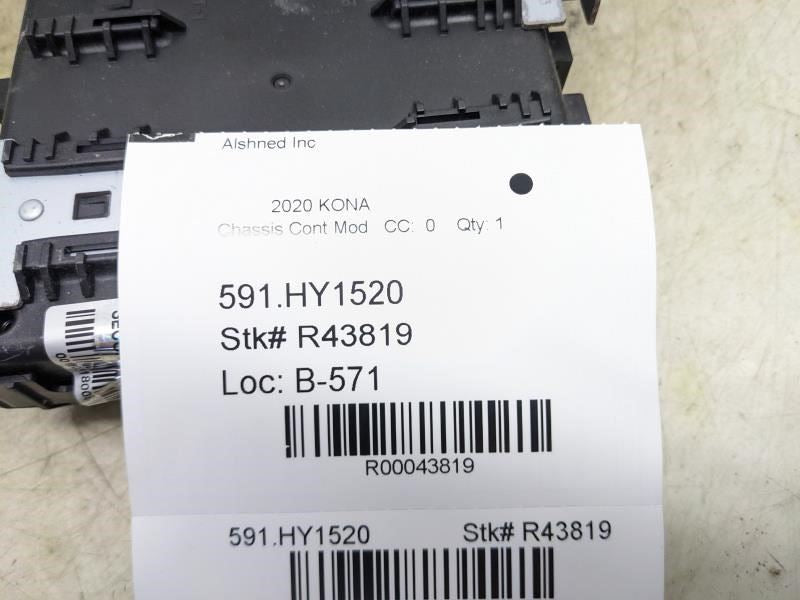 Alshned Inc
2020 KONA
Chassis Cont Mod CC: 0 Qty: 1
591.HY1520
Stk# R43819
Loc: B-571
R00043819
591.HY1520 Stk# R43819